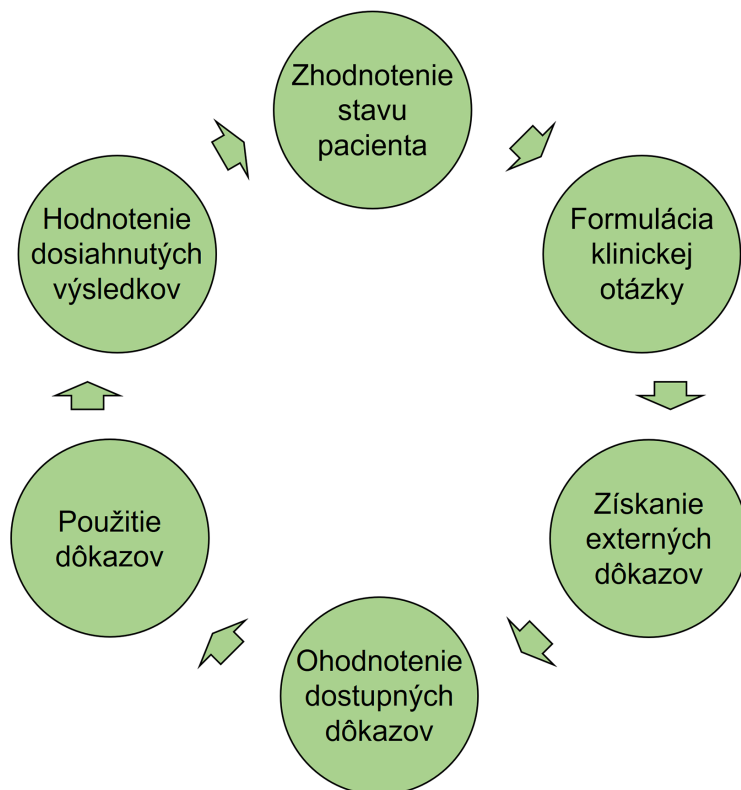 Zhodnotenie
stavu
pacienta
Formulácia
klinickej
otázky
Získanie
externých
dôkazov
Ohodnotenie
dostupných
dôkazov
Použitie
dôkazov
Hodnotenie
dosiahnutých
výsledkov